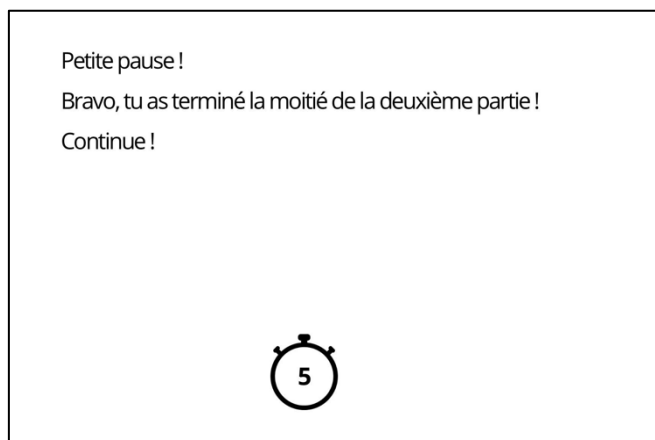 Petite pause !
Bravo, tu as terminé la moitié de la deuxième partie !
Continue !
5